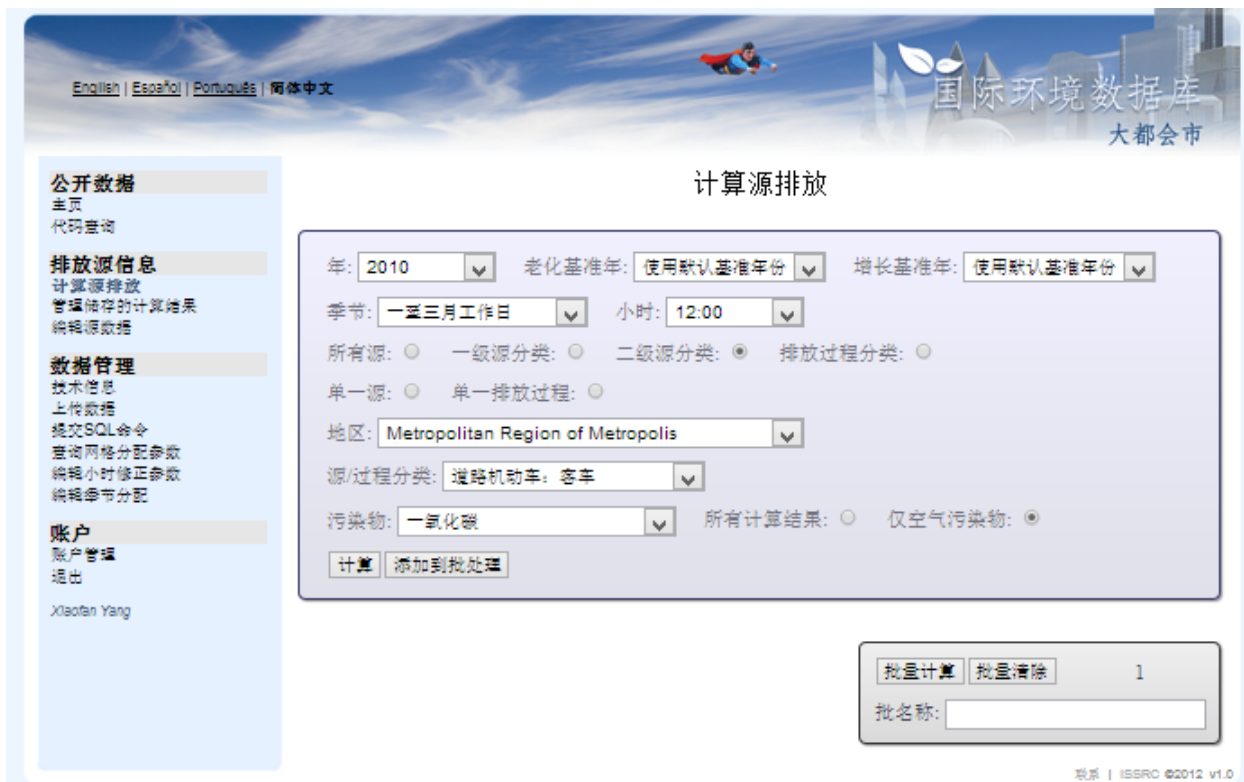 English | Español | Português | 简体中文
国际环境数据库
大都会市
公开数据
主页
代码查询
排放源信息
计算源排放
管理储存的计算结果
编辑源数据
数据管理
技术信息
上传数据
提交SQL命令
查询网格分配参数
编辑小时修正参数
编辑季节分配
账户
账户管理
退出
Xiaofan Yang
计算源排放
年: 2010 老化基准年: 使用默认基准年份 增长基准年: 使用默认基准年份
季节: 一至三月工作日 小时: 12:00
所有源: 一级源分类: 二级源分类: 排放过程分类:
单一源: 单一排放过程:
地区: Metropolitan Region of Metropolis
源/过程分类: 道路机动车：客车
污染物: 一氧化碳 所有计算结果: 仅空气污染物:
计算 添加到批处理
批量计算 批量清除 1
批名称:
联系 | ISSRC ©2012 v1.0